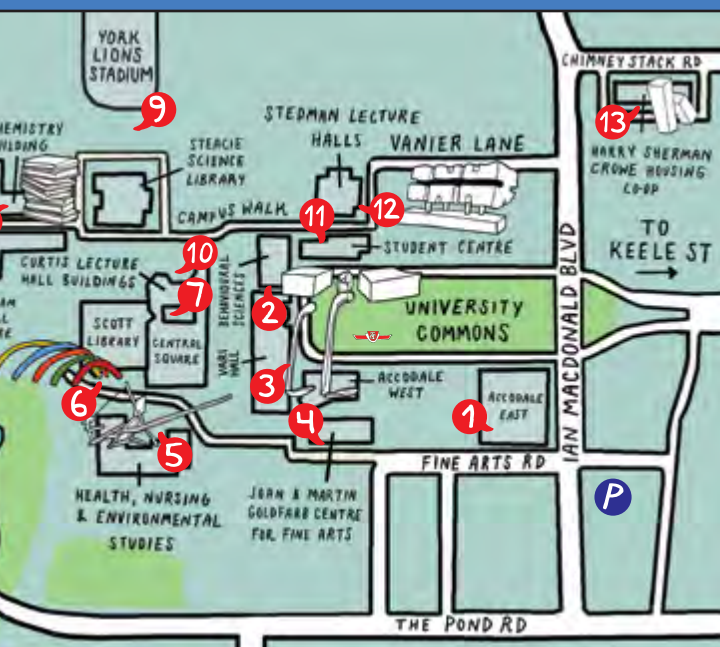 YORK
LIONS
STADIUM
9
CHIMNEY STACK RD
13
HARRY SHERMAN
CROWE HOUSING
CO-OP
STEDMAN LECTURE
HALLS
VANIER LANE
STEACIE
SCIENCE
LIBRARY
EMISTRY
ILDING
CAMPUS WALK
11
12
STUDENT CENTRE
TO
KEELE ST
10
CURTIS LECTURE
HALL BUILDINGS
7
BEHAVIOURAL
SCIENCES
2
UNIVERSITY
COMMONS
IAN MACDONALD BLVD
SCOTT
LIBRARY
CENTRAL
SQUARE
VARI
HALL
3
ACCODALE
WEST
ACCODALE
EAST
1
6
4
5
FINE ARTS RD
P
HEALTH, NURSING
& ENVIRONMENTAL
STUDIES
JOAN & MARTIN
GOLDFARB CENTRE
FOR FINE ARTS
THE POND RD